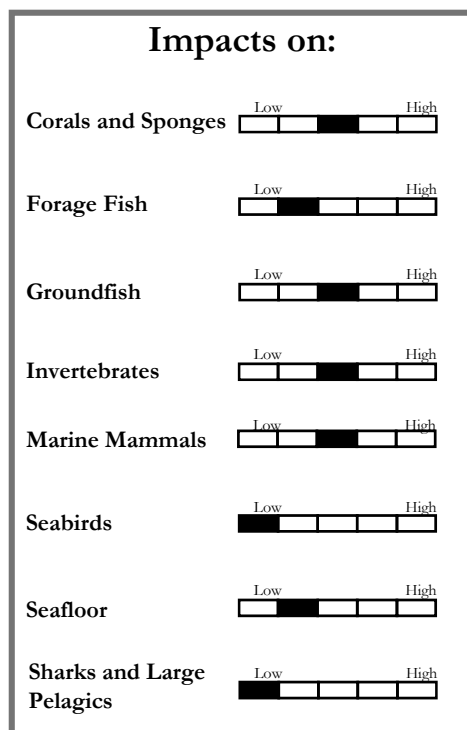 Impacts on:
Low High
Corals and Sponges
Low High
Forage Fish
Low High
Groundfish
Low High
Invertebrates
Low High
Marine Mammals
Low High
Seabirds
Low High
Seafloor
Low High
Sharks and Large
Pelagics